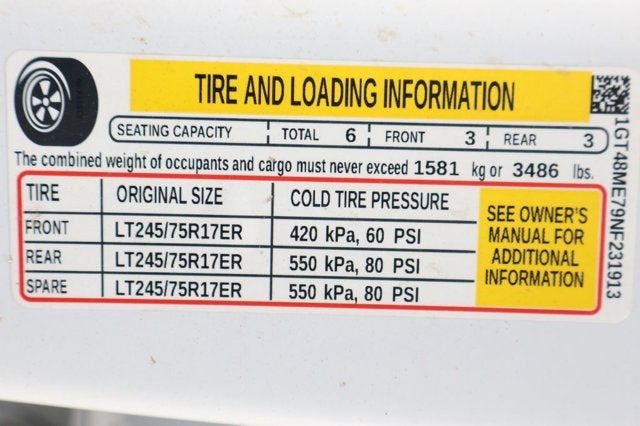 TIRE AND LOADING INFORMATION
SEATING CAPACITY TOTAL 6 FRONT 3 REAR 3
The combined weight of occupants and cargo must never exceed 1581 kg or 3486 lbs.
TIRE ORIGINAL SIZE COLD TIRE PRESSURE
FRONT LT245/75R17ER 420 kPa, 60 PSI
REAR LT245/75R17ER 550 kPa, 80 PSI
SPARE LT245/75R17ER 550 kPa, 80 PSI
SEE OWNER'S
MANUAL FOR
ADDITIONAL
INFORMATION
1GT48ME79NF231913